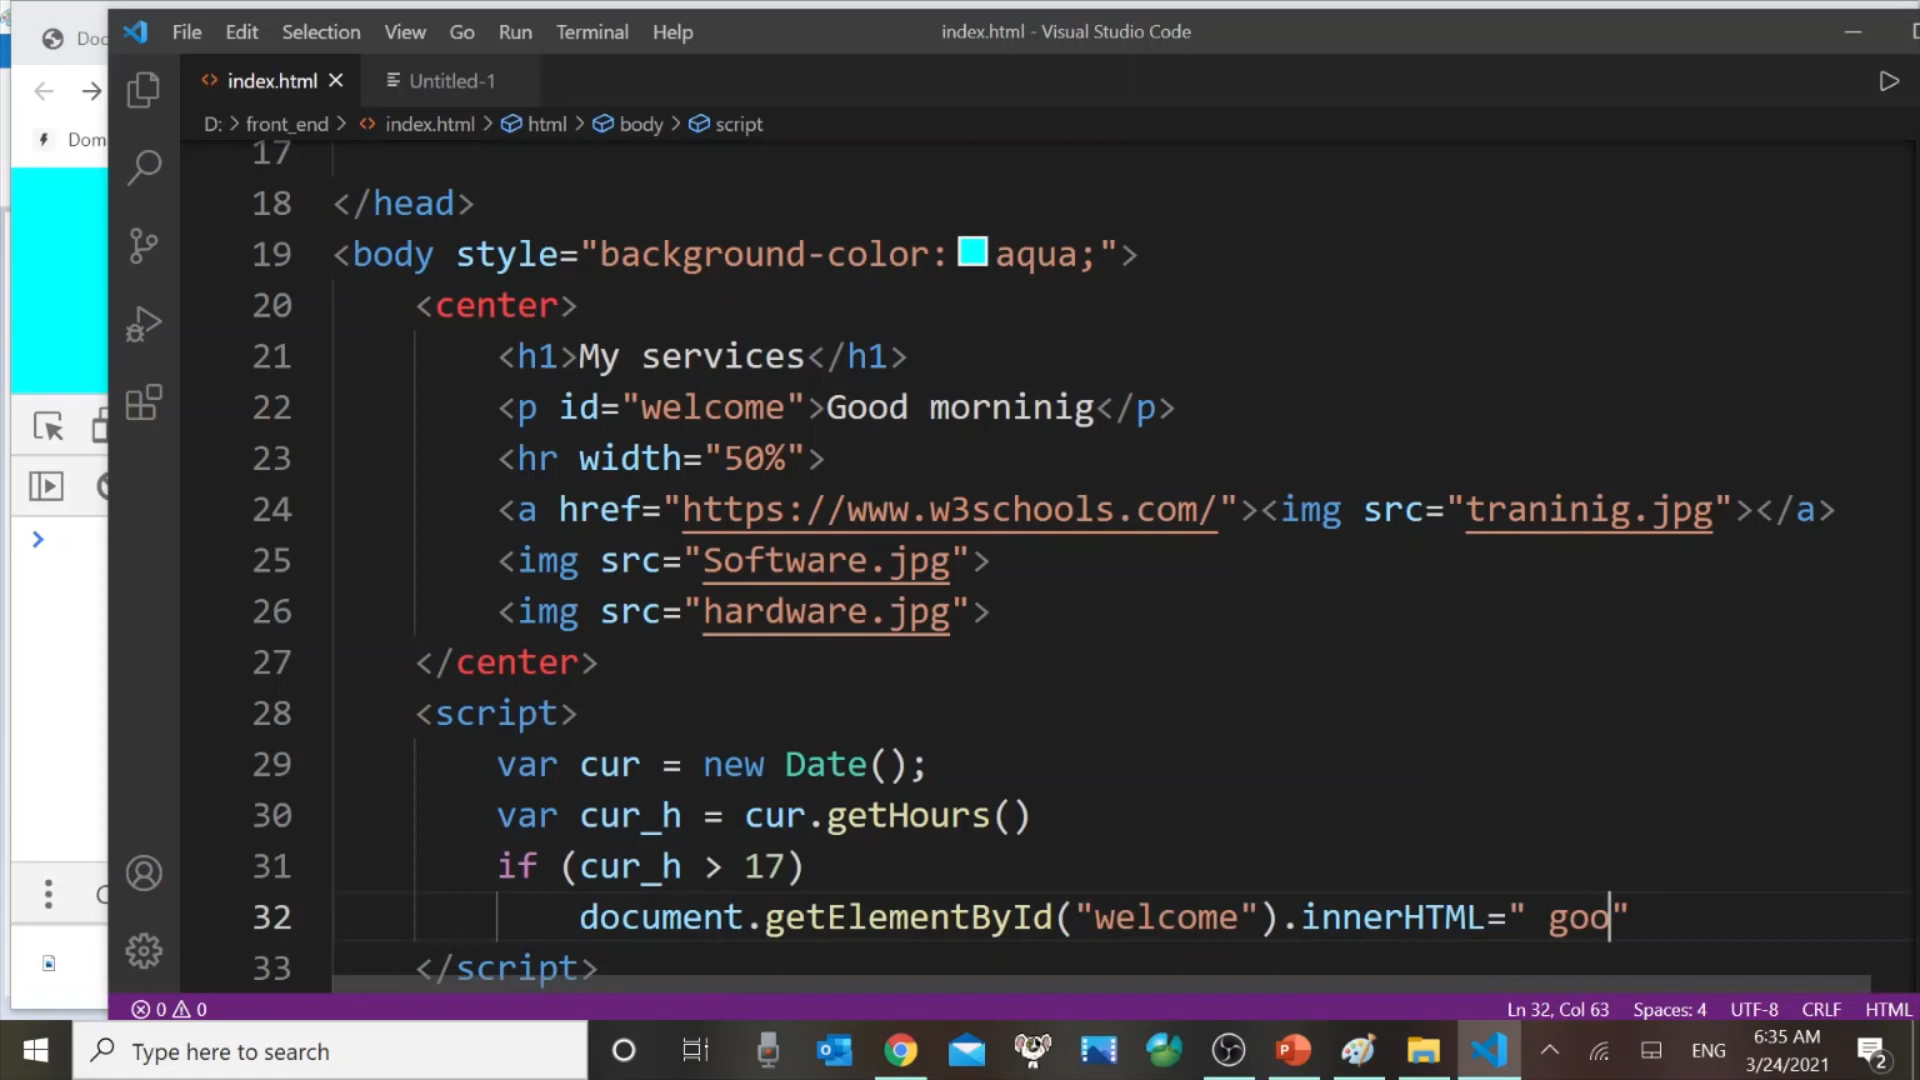 Doc
File Edit Selection View Go Run Terminal Help
index.html - Visual Studio Code
index.html Untitled-1
D: > front_end > index.html > html > body > script
Dom
17
18 </head>
19 <body style="background-color: aqua;">
20 <center>
21 <h1>My services</h1>
22 <p id="welcome">Good morninig</p>
23 <hr width="50%">
24 <a href="https://www.w3schools.com/"><img src="traninig.jpg"></a>
25 <img src="Software.jpg">
26 <img src="hardware.jpg">
27 </center>
28 <script>
29 var cur = new Date();
30 var cur_h = cur.getHours()
31 if (cur_h > 17)
32 document.getElementById("welcome").innerHTML=" goo"
33 </script>
0 0
Ln 32, Col 63 Spaces: 4 UTF-8 CRLF HTML
Type here to search
ENG
6:35 AM
3/24/2021
2